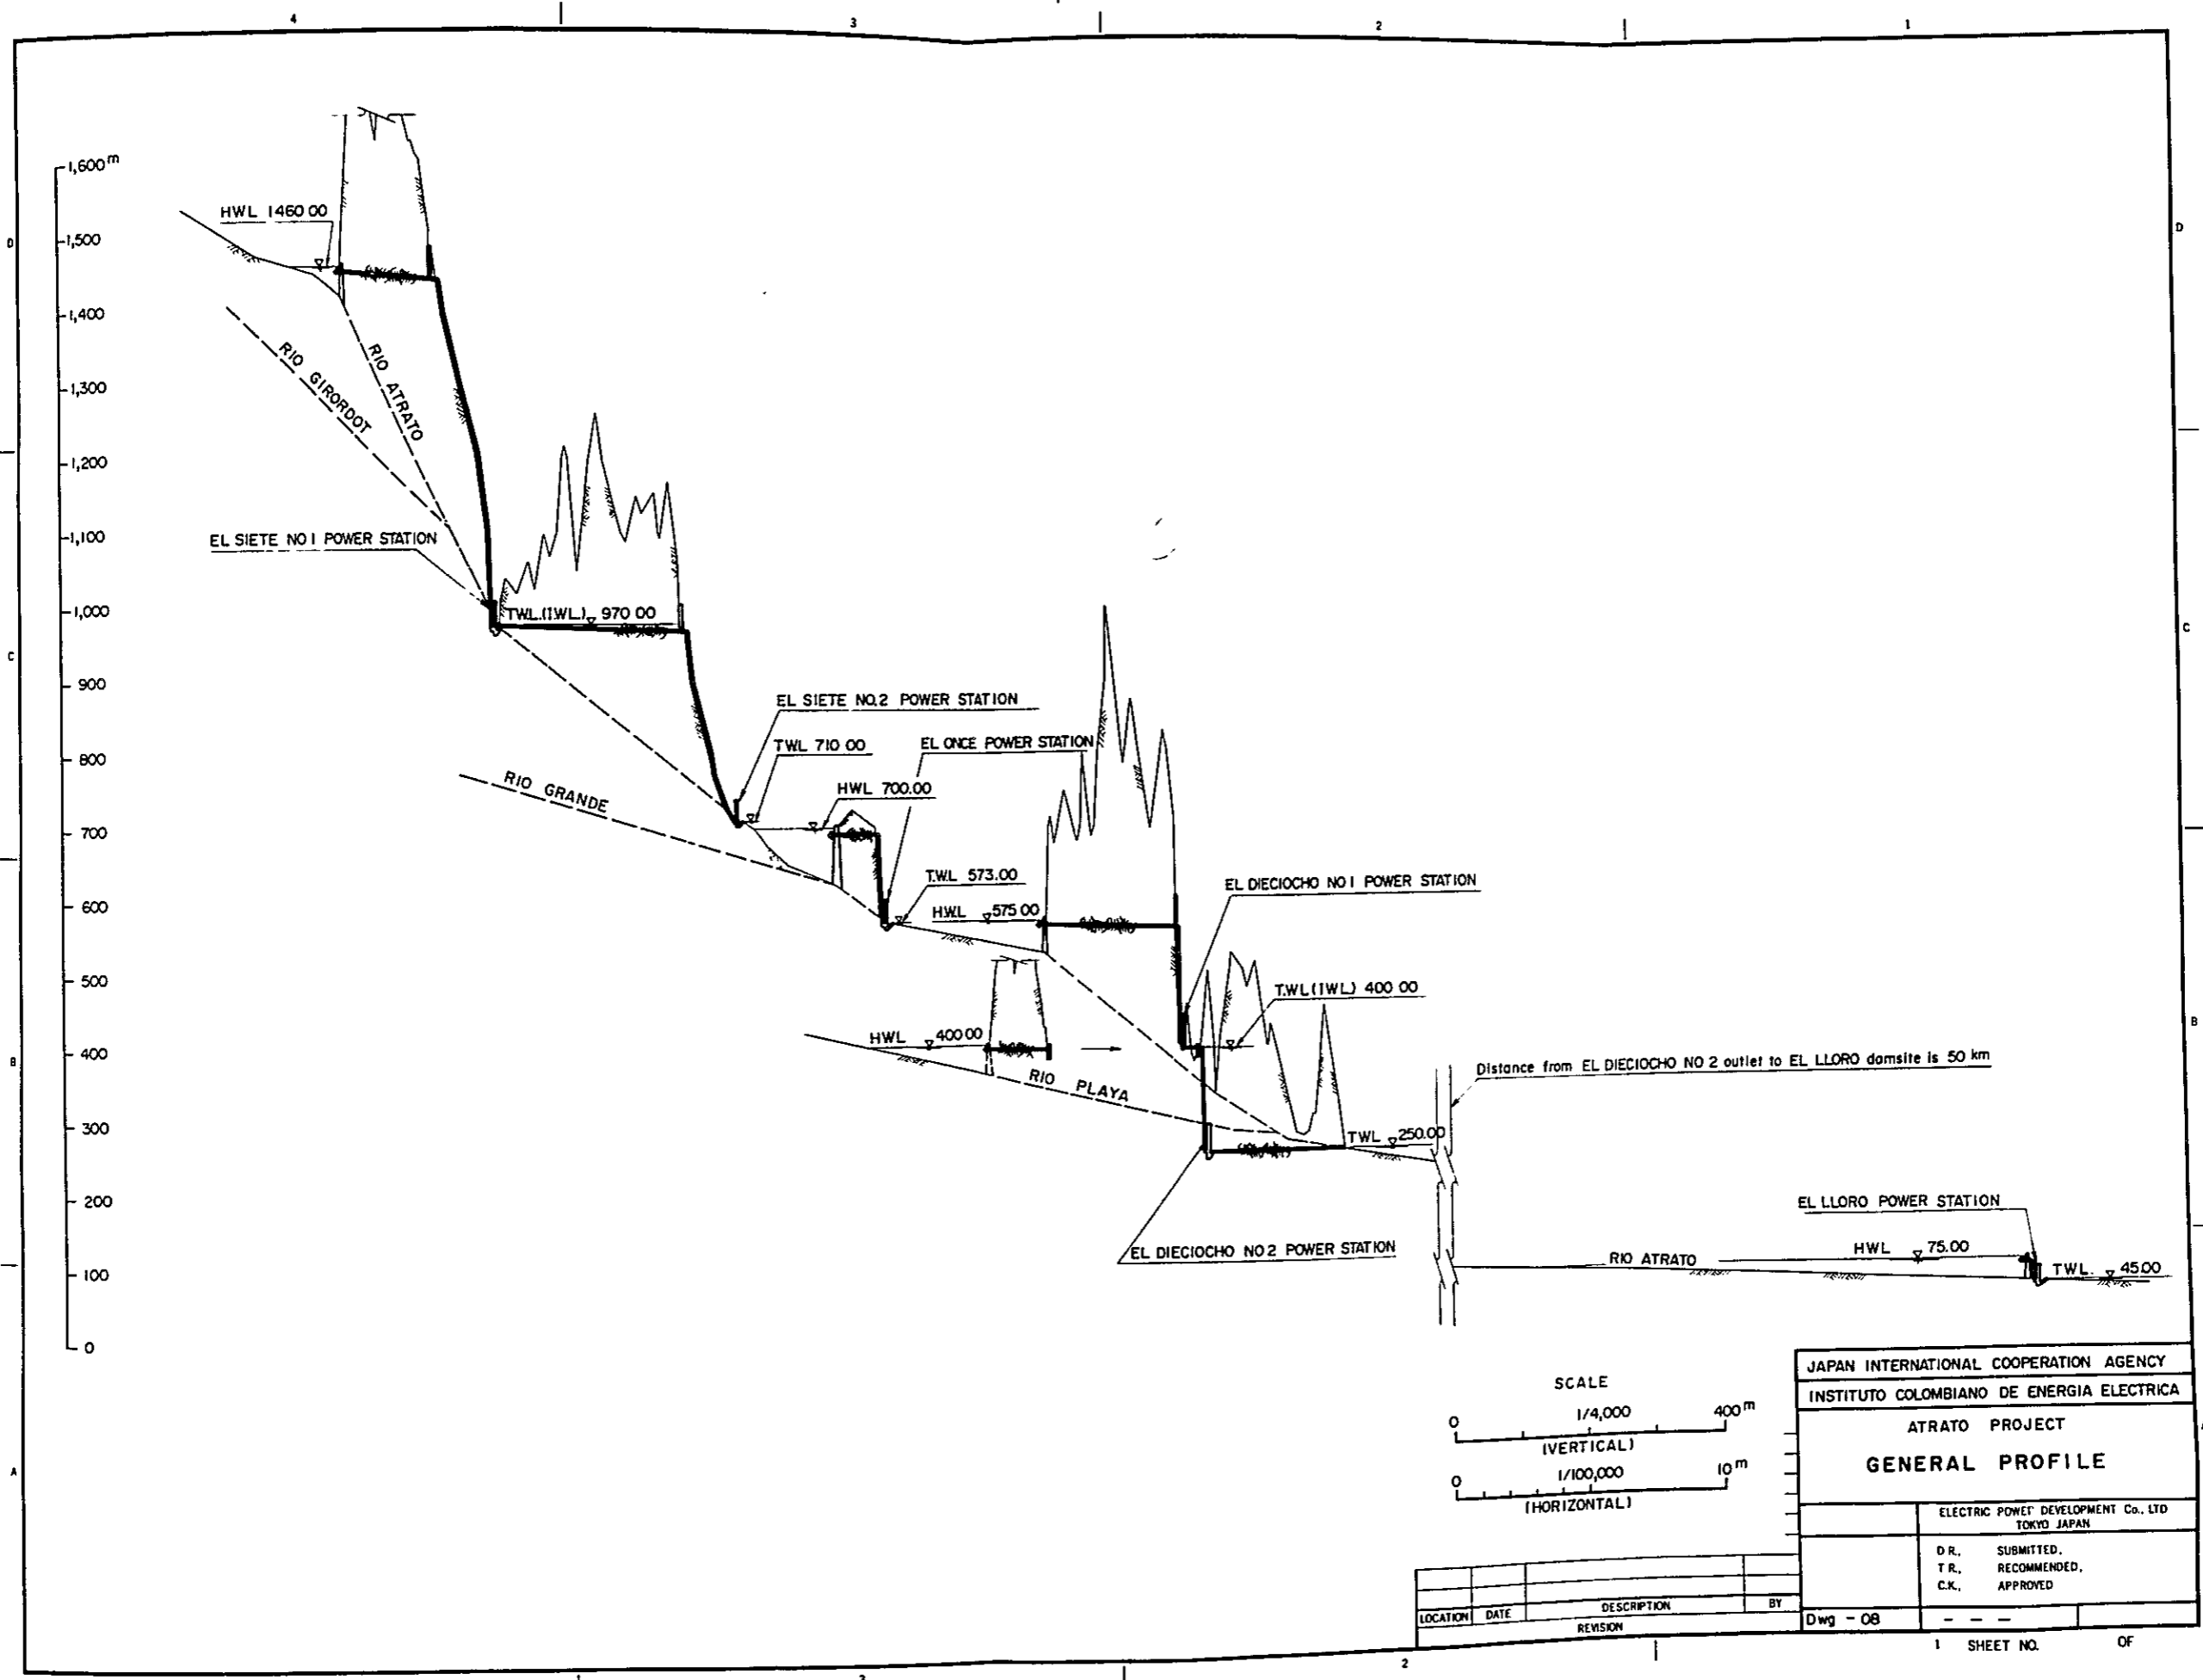 4 3 2 1
D
D
1,600 m
HWL 1460 00
1,500
1,400
RIO GIRORDOT
RIO ATRATO
1,300
1,200
EL SIETE NO 1 POWER STATION
1,100
1,000
TWL.(I.WL.) 970 00
C
C
900
EL SIETE NO.2 POWER STATION
TWL 710 00
EL ONCE POWER STATION
800
RIO GRANDE
HWL 700.00
700
T.W.L 573.00
EL DIECIOCHO NO 1 POWER STATION
600
H.W.L 575 00
500
T.WL(IWL) 400 00
HWL 400 00
B
B
400
RIO PLAYA
Distance from EL DIECIOCHO NO 2 outlet to EL LLORO damsite is 50 km
300
TWL 250.00
200
EL LLORO POWER STATION
EL DIECIOCHO NO 2 POWER STATION
RIO ATRATO
HWL 75.00
100
TWL. 45.00
0
SCALE
0 1/4,000 400 m
(VERTICAL)
0 1/100,000 10 m
(HORIZONTAL)
A
JAPAN INTERNATIONAL COOPERATION AGENCY
INSTITUTO COLOMBIANO DE ENERGIA ELECTRICA
ATRATO PROJECT
GENERAL PROFILE
ELECTRIC POWER DEVELOPMENT Co., LTD
TOKYO JAPAN
D R., SUBMITTED,
T R., RECOMMENDED,
C.K., APPROVED
LOCATION DATE DESCRIPTION BY
REVISION
Dwg - 08 - - -
1 SHEET NO. OF
2